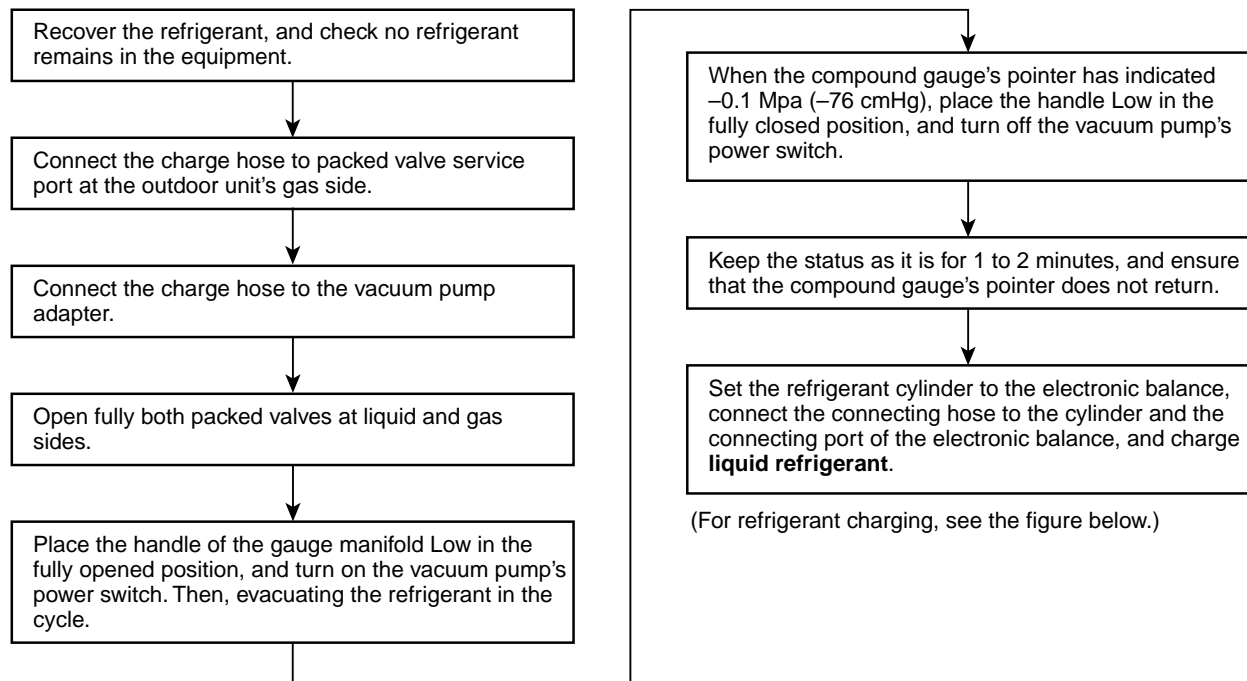 Recover the refrigerant, and check no refrigerant
remains in the equipment.
Connect the charge hose to packed valve service
port at the outdoor unit’s gas side.
Connect the charge hose to the vacuum pump
adapter.
Open fully both packed valves at liquid and gas
sides.
Place the handle of the gauge manifold Low in the
fully opened position, and turn on the vacuum pump’s
power switch. Then, evacuating the refrigerant in the
cycle.
When the compound gauge’s pointer has indicated
–0.1 Mpa (–76 cmHg), place the handle Low in the
fully closed position, and turn off the vacuum pump’s
power switch.
Keep the status as it is for 1 to 2 minutes, and ensure
that the compound gauge’s pointer does not return.
Set the refrigerant cylinder to the electronic balance,
connect the connecting hose to the cylinder and the
connecting port of the electronic balance, and charge
liquid refrigerant.
(For refrigerant charging, see the figure below.)